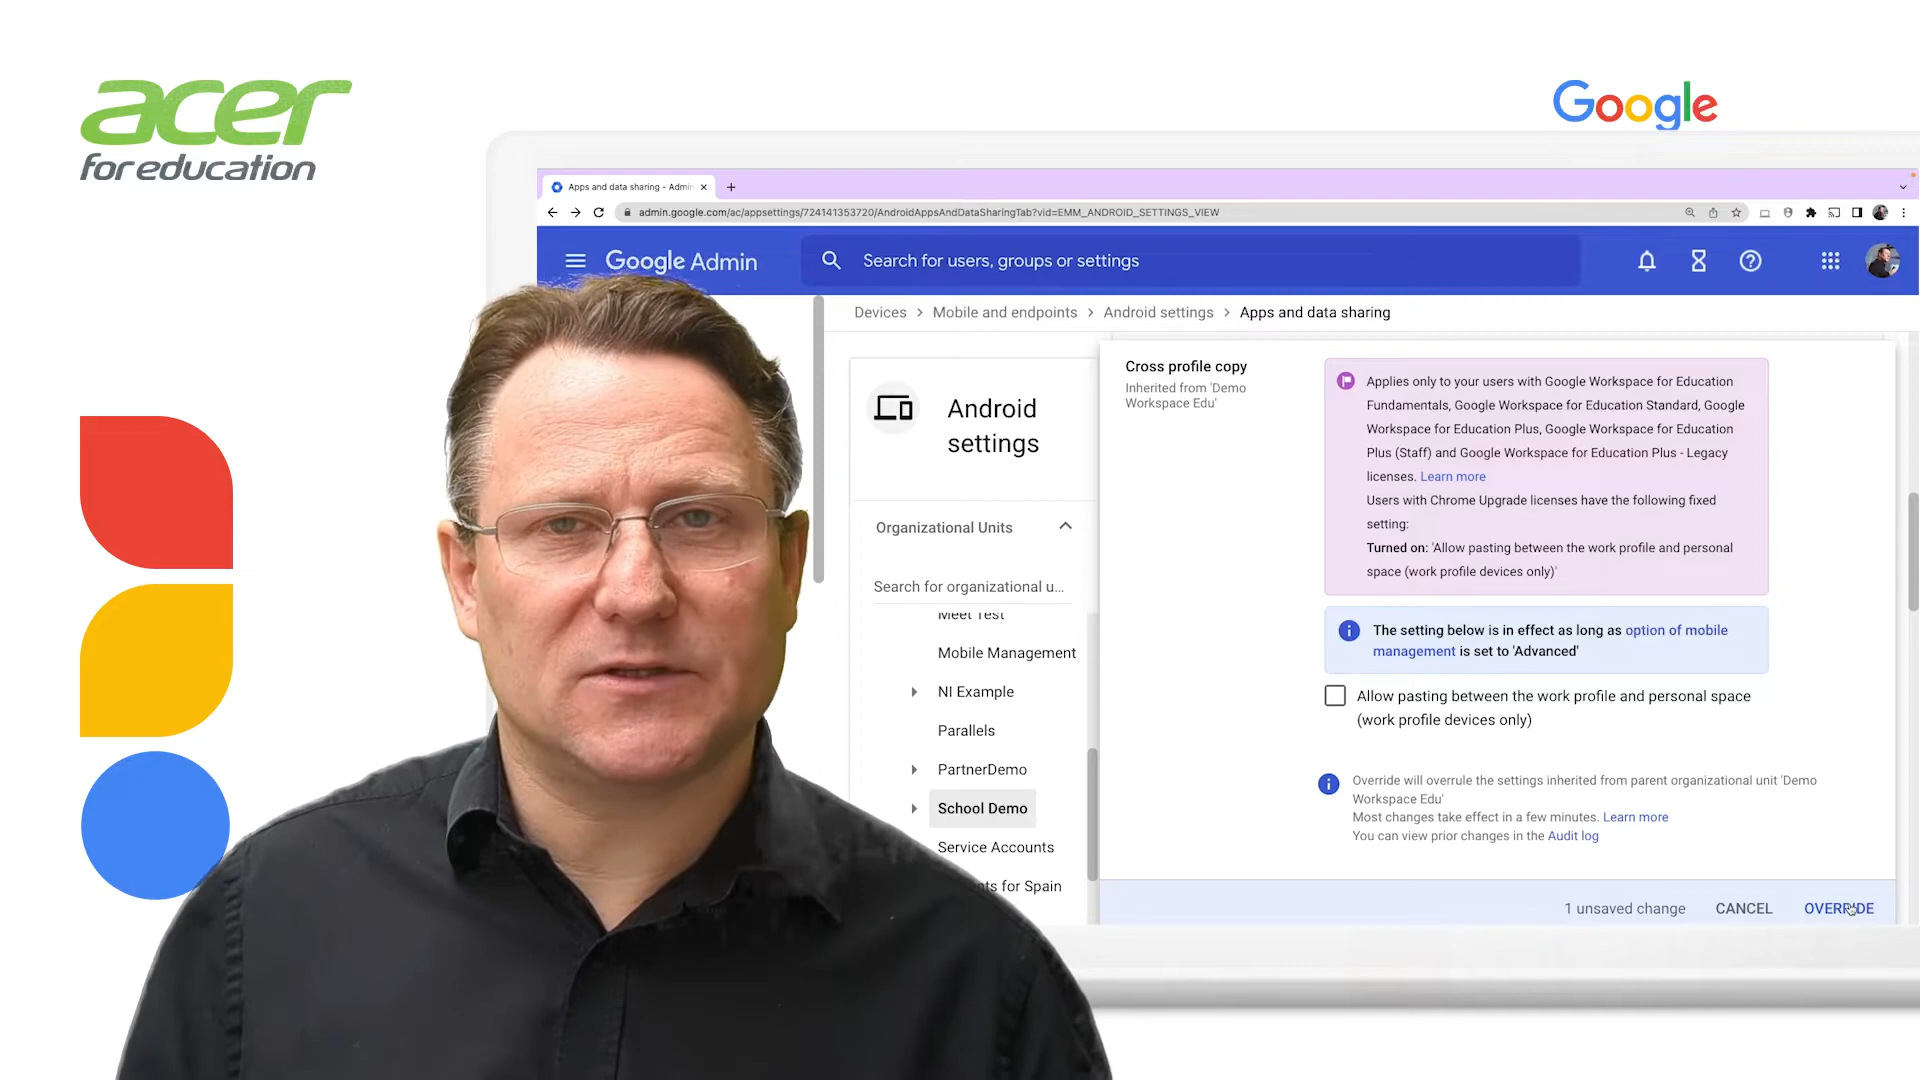 acer
for education
Google
Apps and data sharing - Admin
admin.google.com/ac/appsettings/724141353720/AndroidAppsAndDataSharingTab?vid=EMM_ANDROID_SETTINGS_VIEW
Google Admin
Search for users, groups or settings
Devices > Mobile and endpoints > Android settings > Apps and data sharing
Android
settings
Organizational Units
Search for organizational u...
Meet Test
Mobile Management
NI Example
Parallels
PartnerDemo
School Demo
Service Accounts
nts for Spain
Cross profile copy
Inherited from 'Demo
Workspace Edu'
Applies only to your users with Google Workspace for Education
Fundamentals, Google Workspace for Education Standard, Google
Workspace for Education Plus, Google Workspace for Education
Plus (Staff) and Google Workspace for Education Plus - Legacy
licenses. Learn more
Users with Chrome Upgrade licenses have the following fixed
setting:
Turned on: 'Allow pasting between the work profile and personal
space (work profile devices only)'
The setting below is in effect as long as option of mobile
management is set to 'Advanced'
Allow pasting between the work profile and personal space
(work profile devices only)
Override will overrule the settings inherited from parent organizational unit 'Demo
Workspace Edu'
Most changes take effect in a few minutes. Learn more
You can view prior changes in the Audit log
1 unsaved change CANCEL OVERRIDE